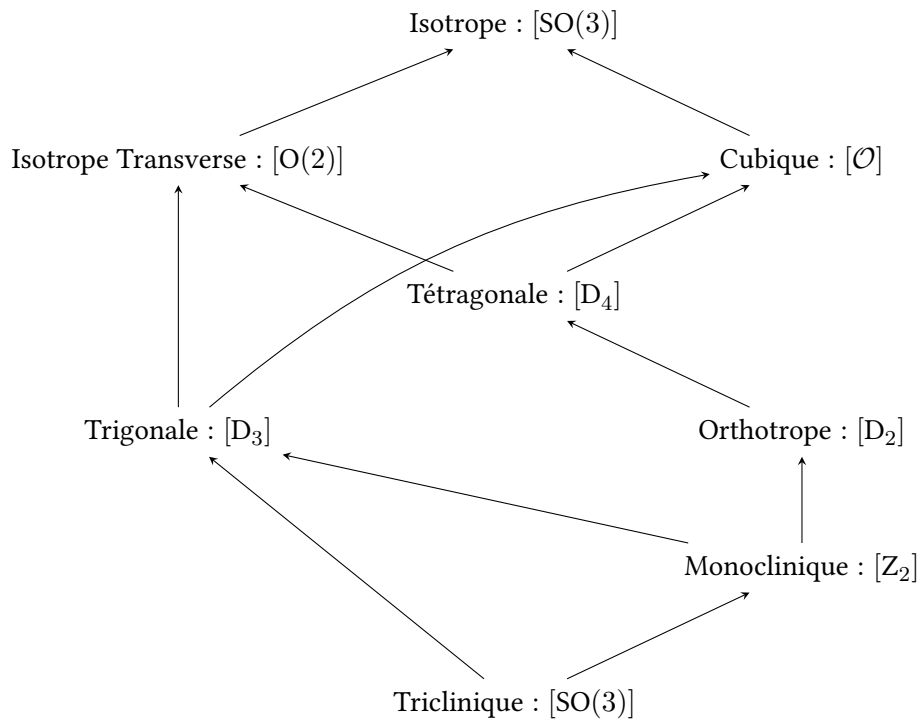 Isotrope : [SO(3)]
Isotrope Transverse : [O(2)]
Cubique : [𝒪]
Tétragonale : [D₄]
Trigonale : [D₃]
Orthotrope : [D₂]
Monoclinique : [Z₂]
Triclinique : [SO(3)]